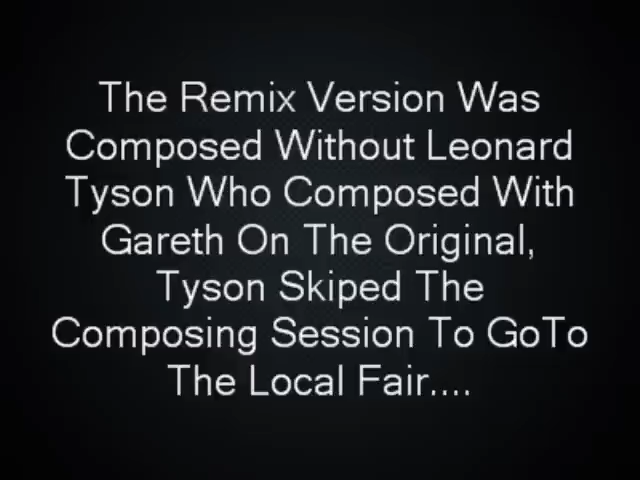 The Remix Version Was
Composed Without Leonard
Tyson Who Composed With
Gareth On The Original,
Tyson Skiped The
Composing Session To GoTo
The Local Fair....